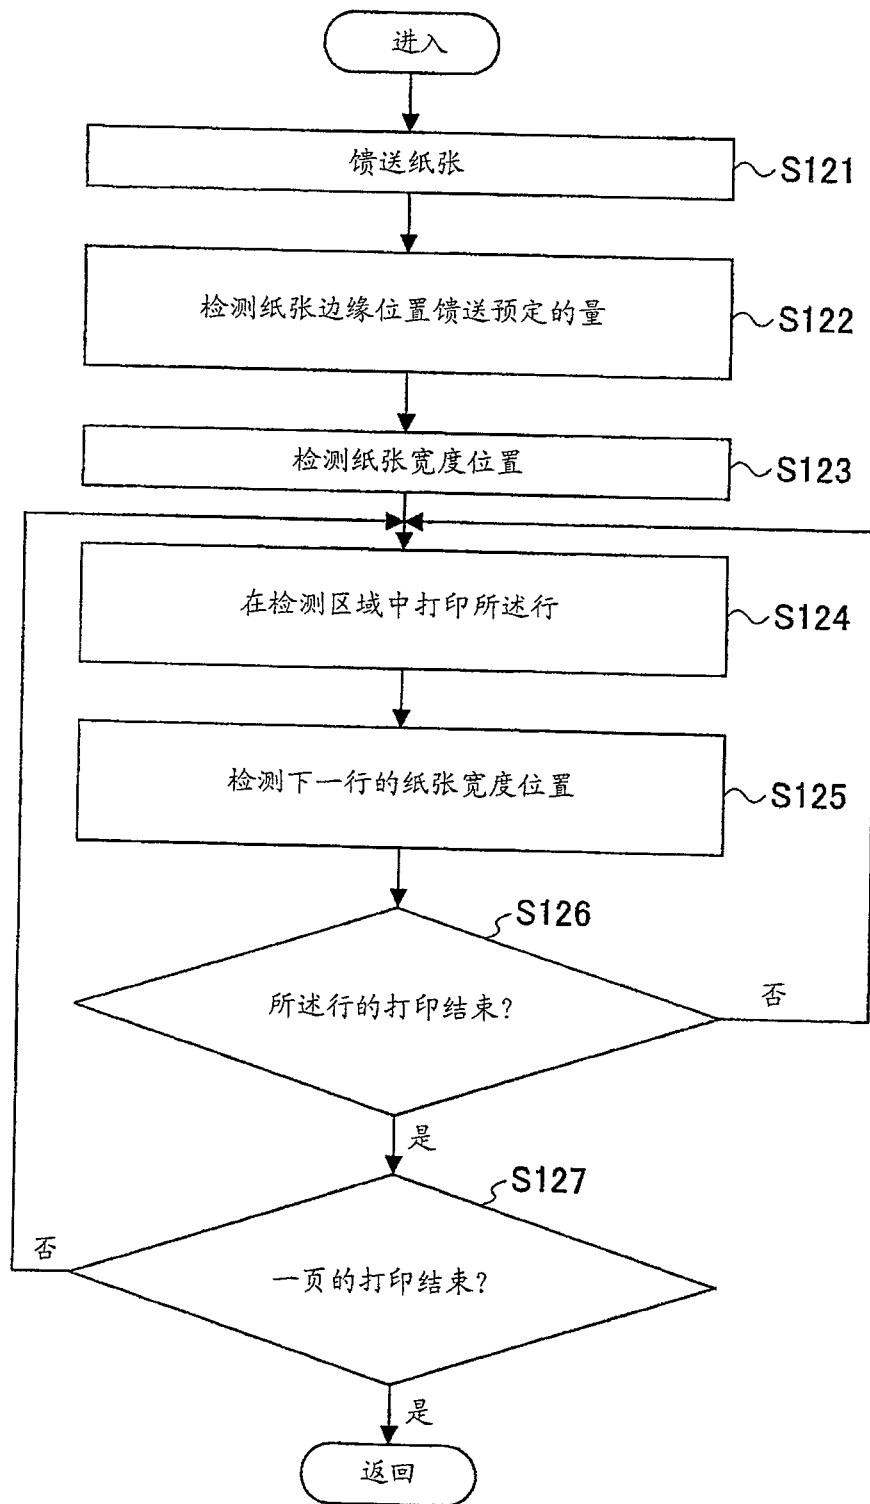 进入
馈送纸张
S121
检测纸张边缘位置馈送预定的量
S122
检测纸张宽度位置
S123
在检测区域中打印所述行
S124
检测下一行的纸张宽度位置
S125
S126
所述行的打印结束?
否
是
S127
否
一页的打印结束?
是
返回